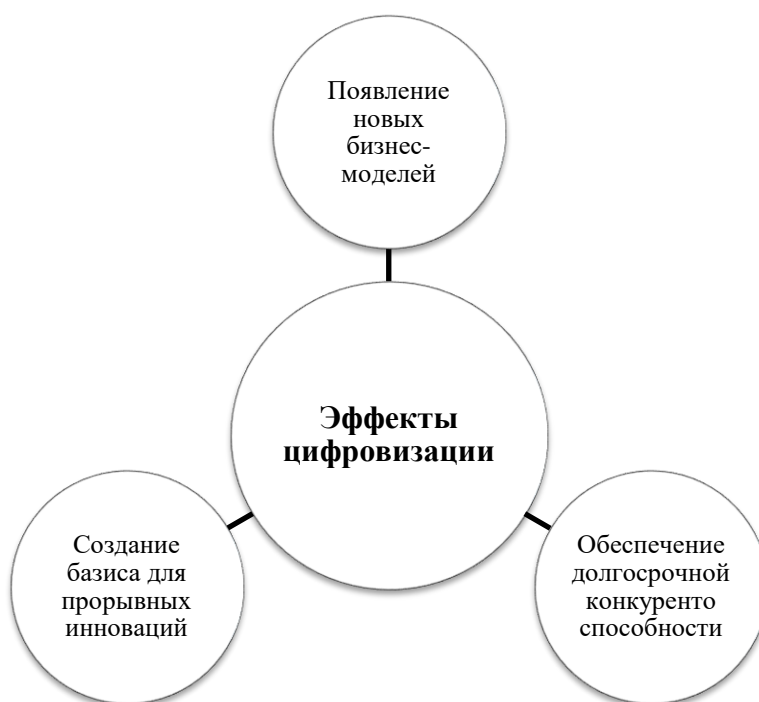 Появление
новых
бизнес-
моделей
Эффекты
цифровизации
Создание
базиса для
прорывных
инноваций
Обеспечение
долгосрочной
конкуренто
способности